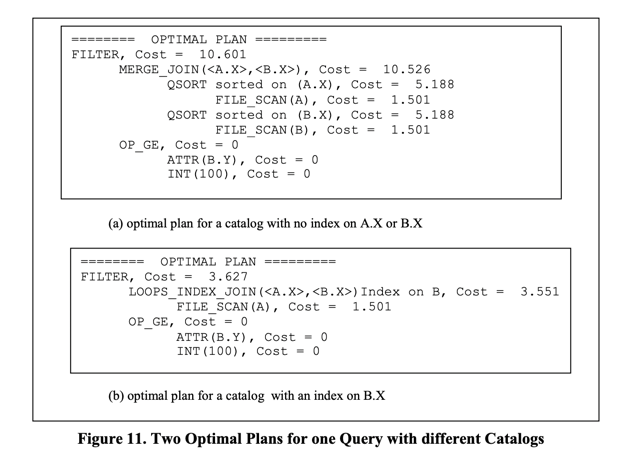 ======== OPTIMAL PLAN =========
FILTER, Cost = 10.601
MERGE_JOIN(<A.X>,<B.X>), Cost = 10.526
QSORT sorted on (A.X), Cost = 5.188
FILE_SCAN(A), Cost = 1.501
QSORT sorted on (B.X), Cost = 5.188
FILE_SCAN(B), Cost = 1.501
OP_GE, Cost = 0
ATTR(B.Y), Cost = 0
INT(100), Cost = 0
(a) optimal plan for a catalog with no index on A.X or B.X
======== OPTIMAL PLAN =========
FILTER, Cost = 3.627
LOOPS_INDEX_JOIN(<A.X>,<B.X>)Index on B, Cost = 3.551
FILE_SCAN(A), Cost = 1.501
OP_GE, Cost = 0
ATTR(B.Y), Cost = 0
INT(100), Cost = 0
(b) optimal plan for a catalog with an index on B.X
Figure 11. Two Optimal Plans for one Query with different Catalogs